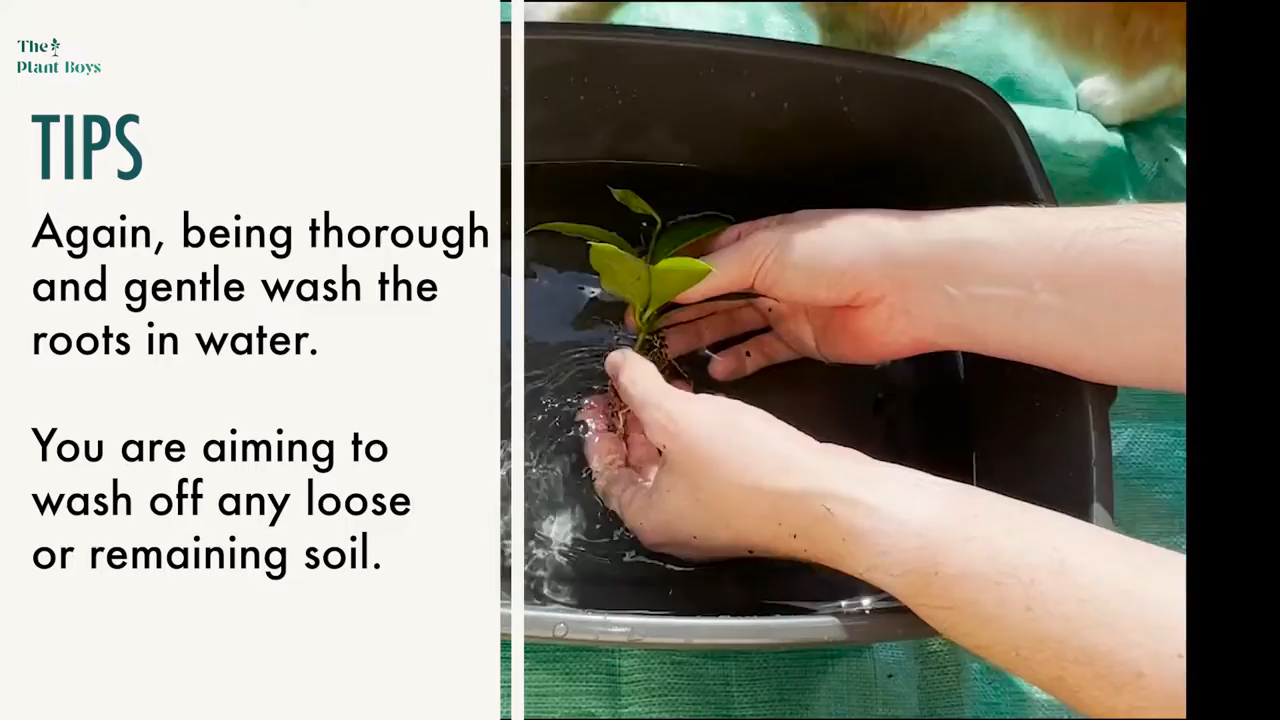 The
Plant Boys
TIPS
Again, being thorough
and gentle wash the
roots in water.
You are aiming to
wash off any loose
or remaining soil.